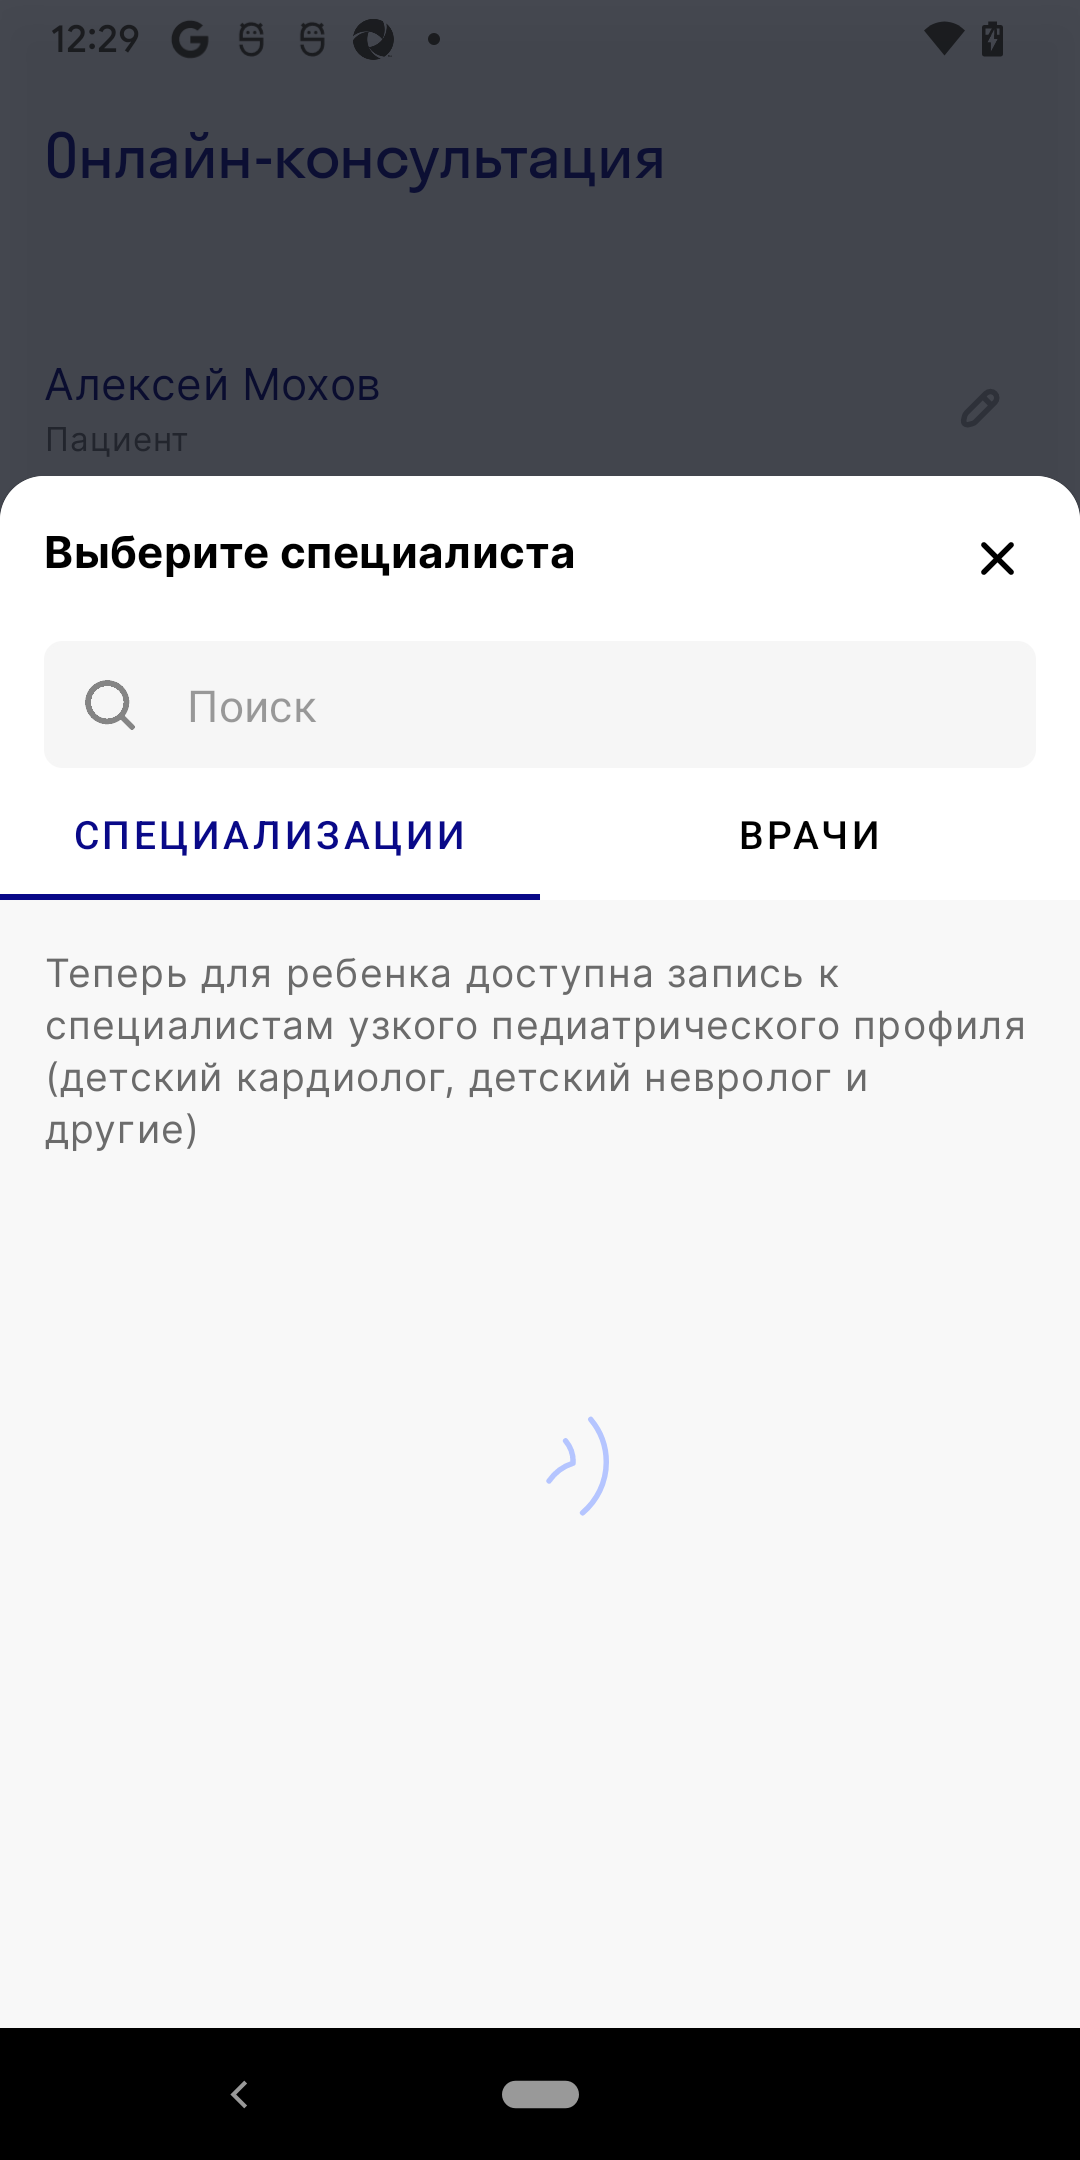 12:29
Онлайн-консультация
Алексей Мохов
Пациент
Выберите специалиста
Поиск
СПЕЦИАЛИЗАЦИИ
ВРАЧИ
Теперь для ребенка доступна запись к
специалистам узкого педиатрического профиля
(детский кардиолог, детский невролог и
другие)